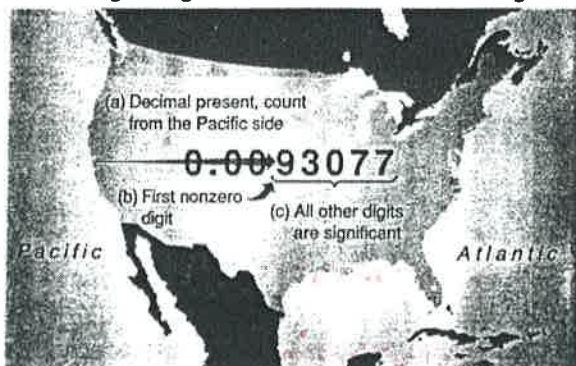 (a) Decimal present, count
from the Pacific side
0.0093077
(b) First nonzero
digit
(c) All other digits
are significant
Pacific
Atlantic